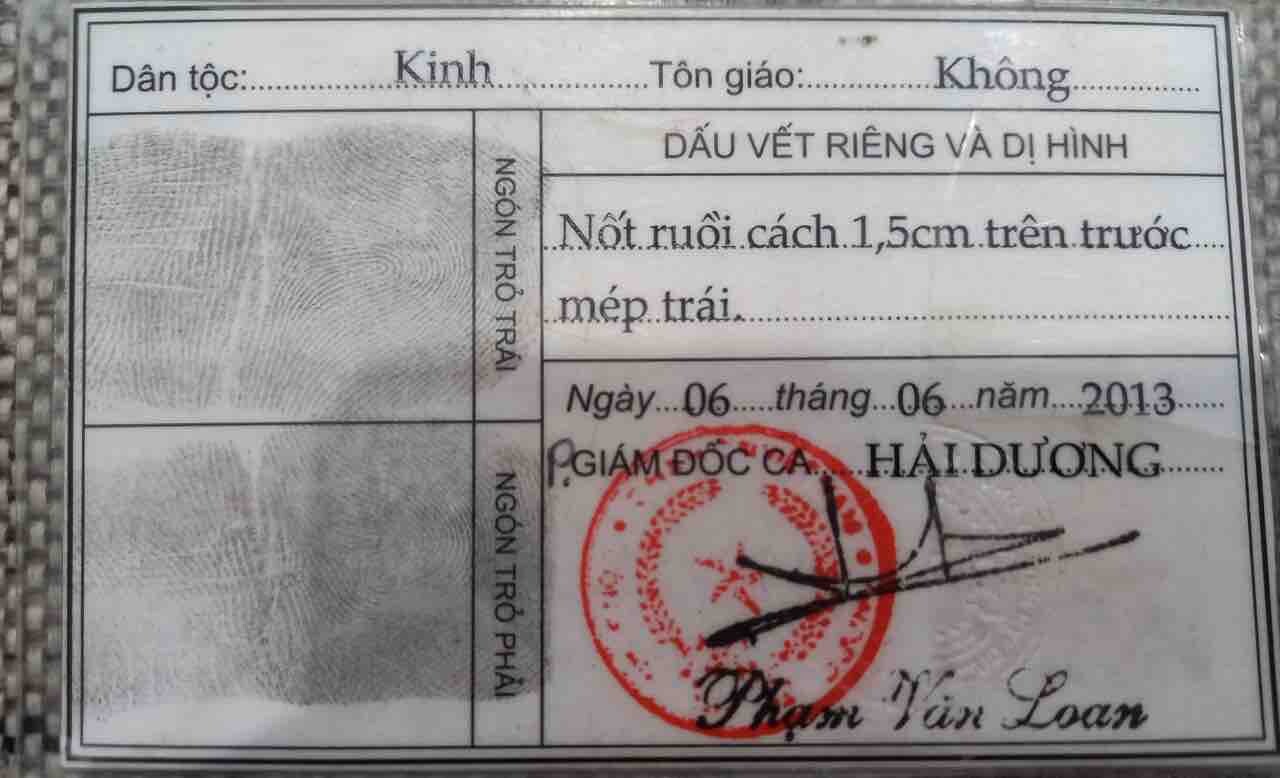 Dân tộc: Kinh Tôn giáo: Không
NGÓN TRỎ TRÁI
DẤU VẾT RIÊNG VÀ DỊ HÌNH
Nốt ruồi cách 1,5cm trên trước
mép trái.
Ngày 06 tháng 06 năm 2013
P. GIÁM ĐỐC CA HẢI DƯƠNG
NGÓN TRỎ PHẢI
Phạm Văn Loan